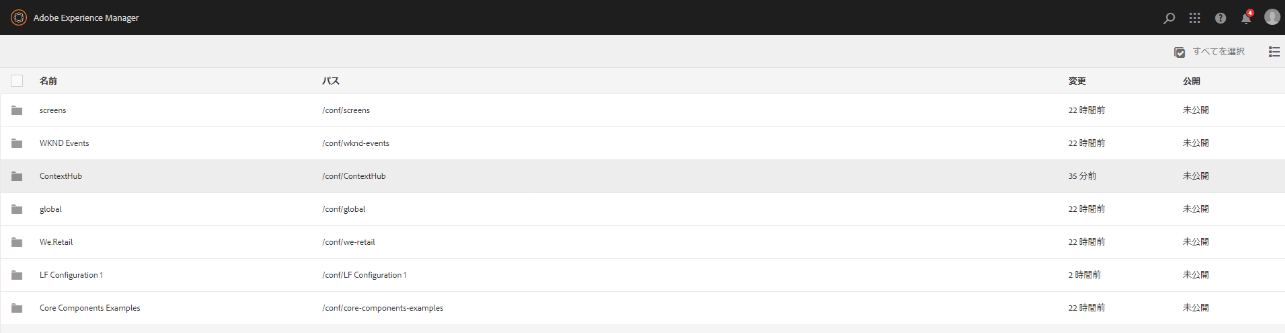 Adobe Experience Manager
4
すべてを選択
名前 パス 変更 公開
screens /conf/screens 22 時間前 未公開
WKND Events /conf/wknd-events 22 時間前 未公開
ContextHub /conf/ContextHub 35 分前 未公開
global /conf/global 22 時間前 未公開
We.Retail /conf/we-retail 22 時間前 未公開
LF Configuration 1 /conf/LF Configuration 1 2 時間前 未公開
Core Components Examples /conf/core-components-examples 22 時間前 未公開